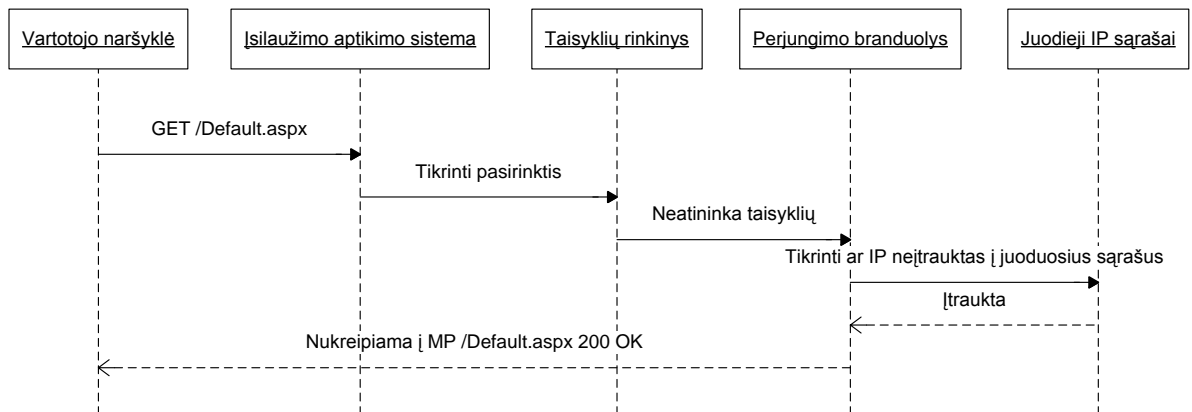 Vartotojo naršyklė
Įsilaužimo aptikimo sistema
Taisyklių rinkinys
Perjungimo branduolys
Juodieji IP sąrašai
GET /Default.aspx
Tikrinti pasirinktis
Neatininka taisyklių
Tikrinti ar IP neįtrauktas į juoduosius sąrašus
Įtraukta
Nukreipiama į MP /Default.aspx 200 OK